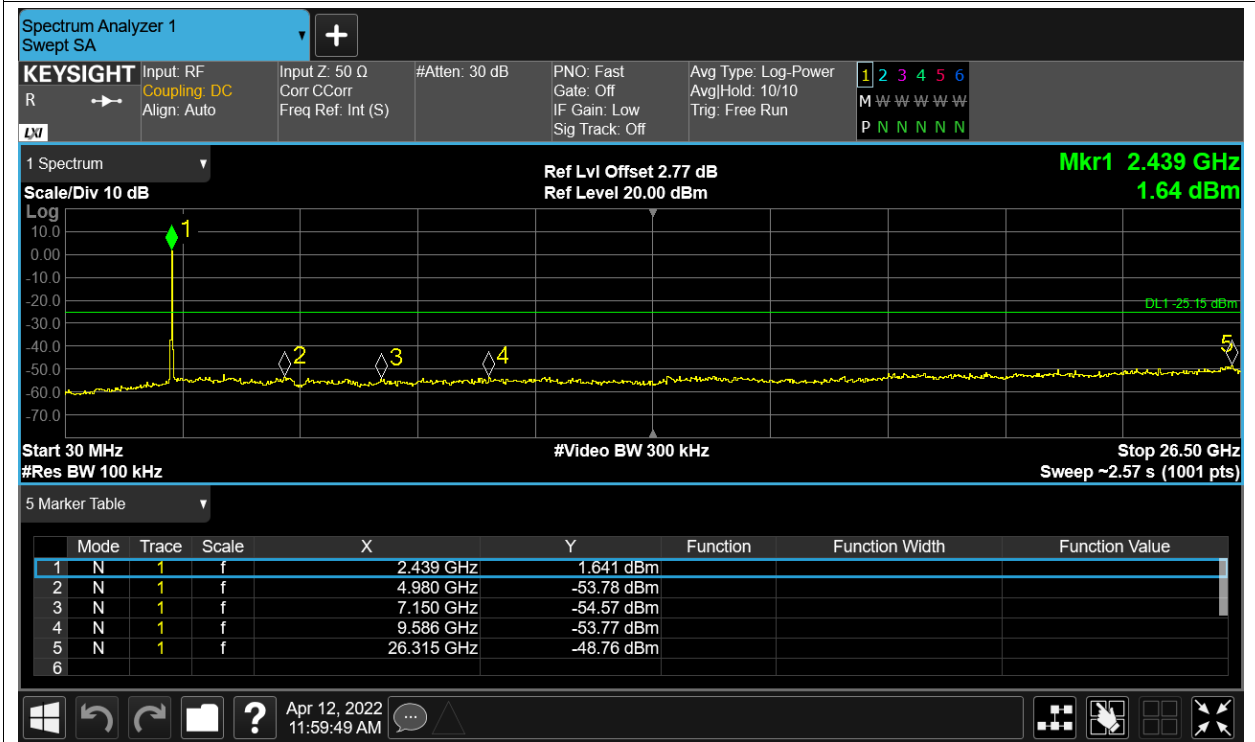 Spectrum Analyzer 1
Swept SA
+
KEYSIGHT Input: RF Input Z: 50 Ω #Atten: 30 dB PNO: Fast Avg Type: Log-Power 1 2 3 4 5 6
R Coupling: DC Corr CCorr Gate: Off Avg|Hold: 10/10 M W W W W W
Align: Auto Freq Ref: Int (S) IF Gain: Low Trig: Free Run
LXI Sig Track: Off P N N N N N
1 Spectrum Ref Lvl Offset 2.77 dB Mkr1 2.439 GHz
Scale/Div 10 dB Ref Level 20.00 dBm 1.64 dBm
Log
10.0 1
0.00
-10.0
-20.0 DL1 -25.15 dBm
-30.0
-40.0 2 3 4 5
-50.0
-60.0
-70.0
Start 30 MHz #Video BW 300 kHz Stop 26.50 GHz
#Res BW 100 kHz Sweep ~2.57 s (1001 pts)
5 Marker Table
Mode Trace Scale X Y Function Function Width Function Value
1 N 1 f 2.439 GHz 1.641 dBm
2 N 1 f 4.980 GHz -53.78 dBm
3 N 1 f 7.150 GHz -54.57 dBm
4 N 1 f 9.586 GHz -53.77 dBm
5 N 1 f 26.315 GHz -48.76 dBm
6
? Apr 12, 2022
11:59:49 AM